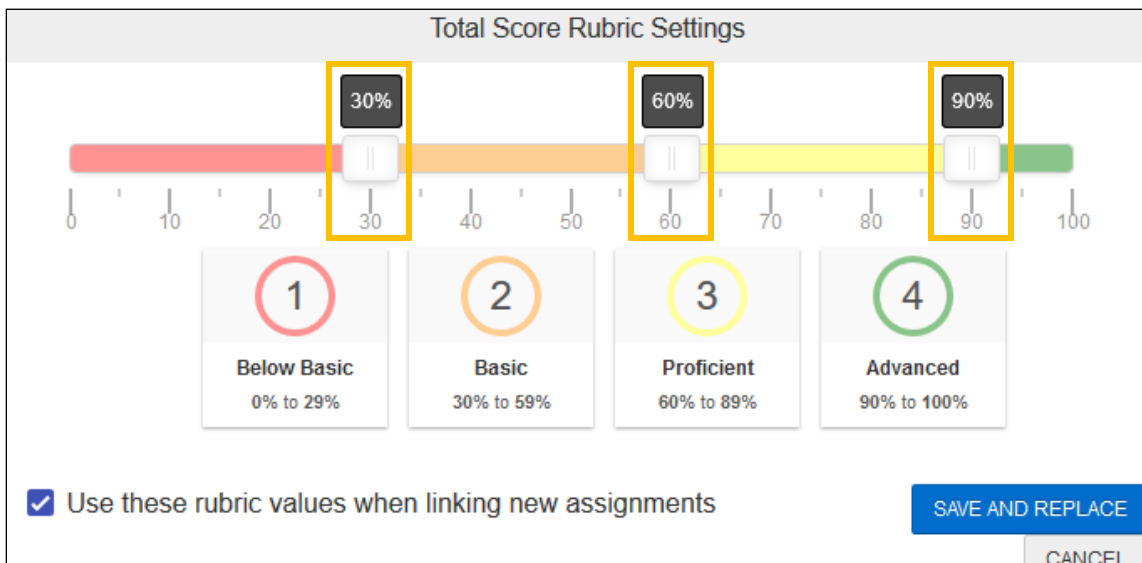 Total Score Rubric Settings
30% 60% 90%
0 10 20 30 40 50 60 70 80 90 100
1 2 3 4
Below Basic Basic Proficient Advanced
0% to 29% 30% to 59% 60% to 89% 90% to 100%
Use these rubric values when linking new assignments
SAVE AND REPLACE
CANCEL